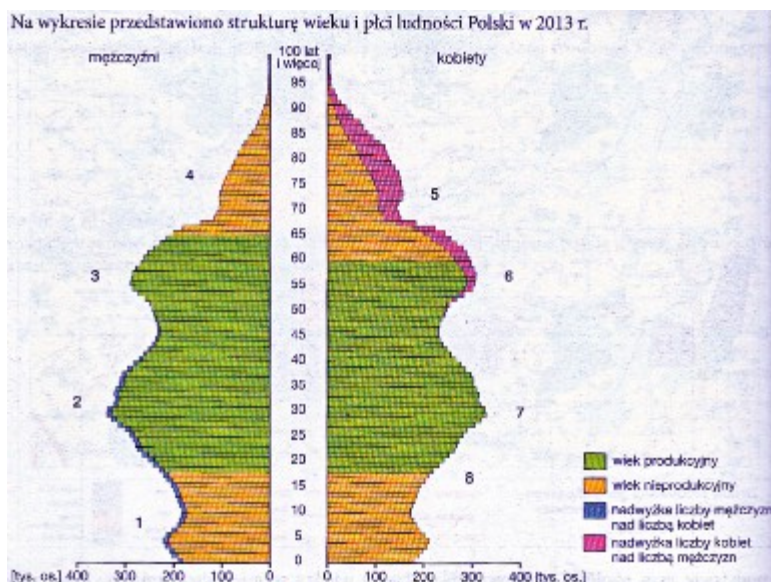 Na wykresie przedstawiono strukturę wieku i płci ludności Polski w 2013 r.
mężczyźni
100 lat
i więcej
kobiety
95
90
85
80
75
70
65
60
55
50
45
40
35
30
25
20
15
10
5
0
4
5
3
6
2
7
8
1
wiek produkcyjny
wiek nieprodukcyjny
nadwyżka liczby mężczyzn
nad liczbą kobiet
nadwyżka liczby kobiet
nad liczbą mężczyzn
[tys. os.] 400 300 200 100 0
0 100 200 300 400 [tys. os.]